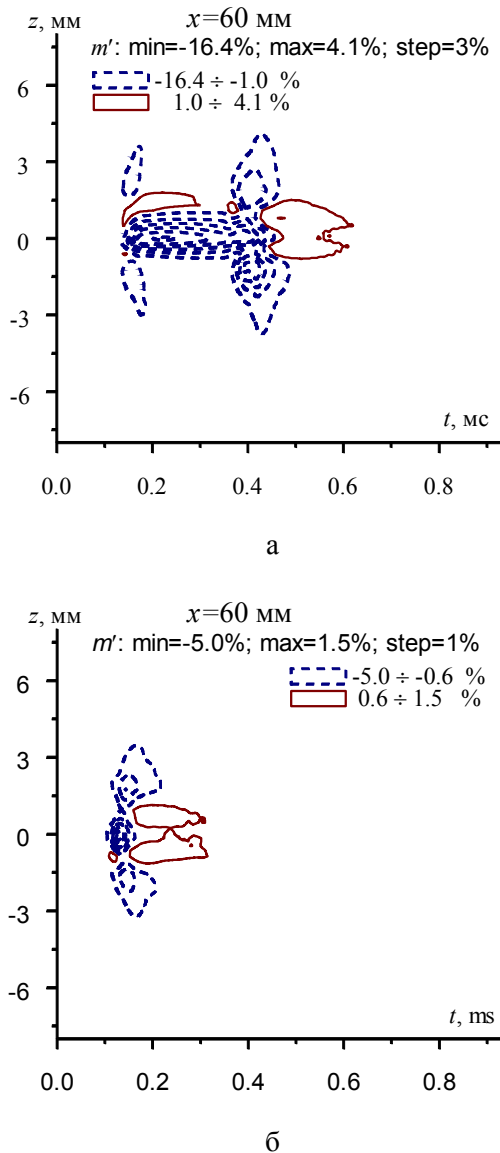 z, мм
x=60 мм
m′: min=-16.4%; max=4.1%; step=3%
-16.4 ÷ -1.0 %
1.0 ÷ 4.1 %
6
3
0
-3
-6
t, мс
0.0 0.2 0.4 0.6 0.8
а
z, мм
x=60 мм
m′: min=-5.0%; max=1.5%; step=1%
-5.0 ÷ -0.6 %
0.6 ÷ 1.5 %
6
3
0
-3
-6
t, ms
0.0 0.2 0.4 0.6 0.8
б